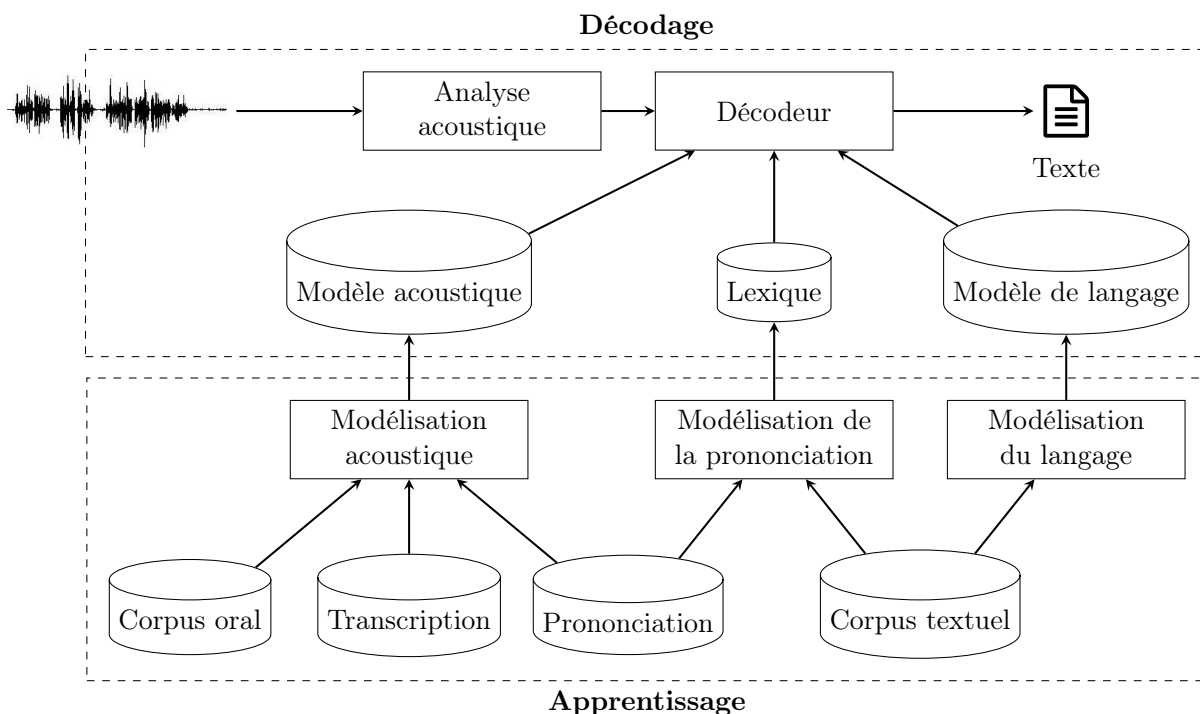 Décodage
Analyse
acoustique
Décodeur
Texte
Modèle acoustique
Lexique
Modèle de langage
Modélisation
acoustique
Modélisation de
la prononciation
Modélisation
du langage
Corpus oral
Transcription
Prononciation
Corpus textuel
Apprentissage